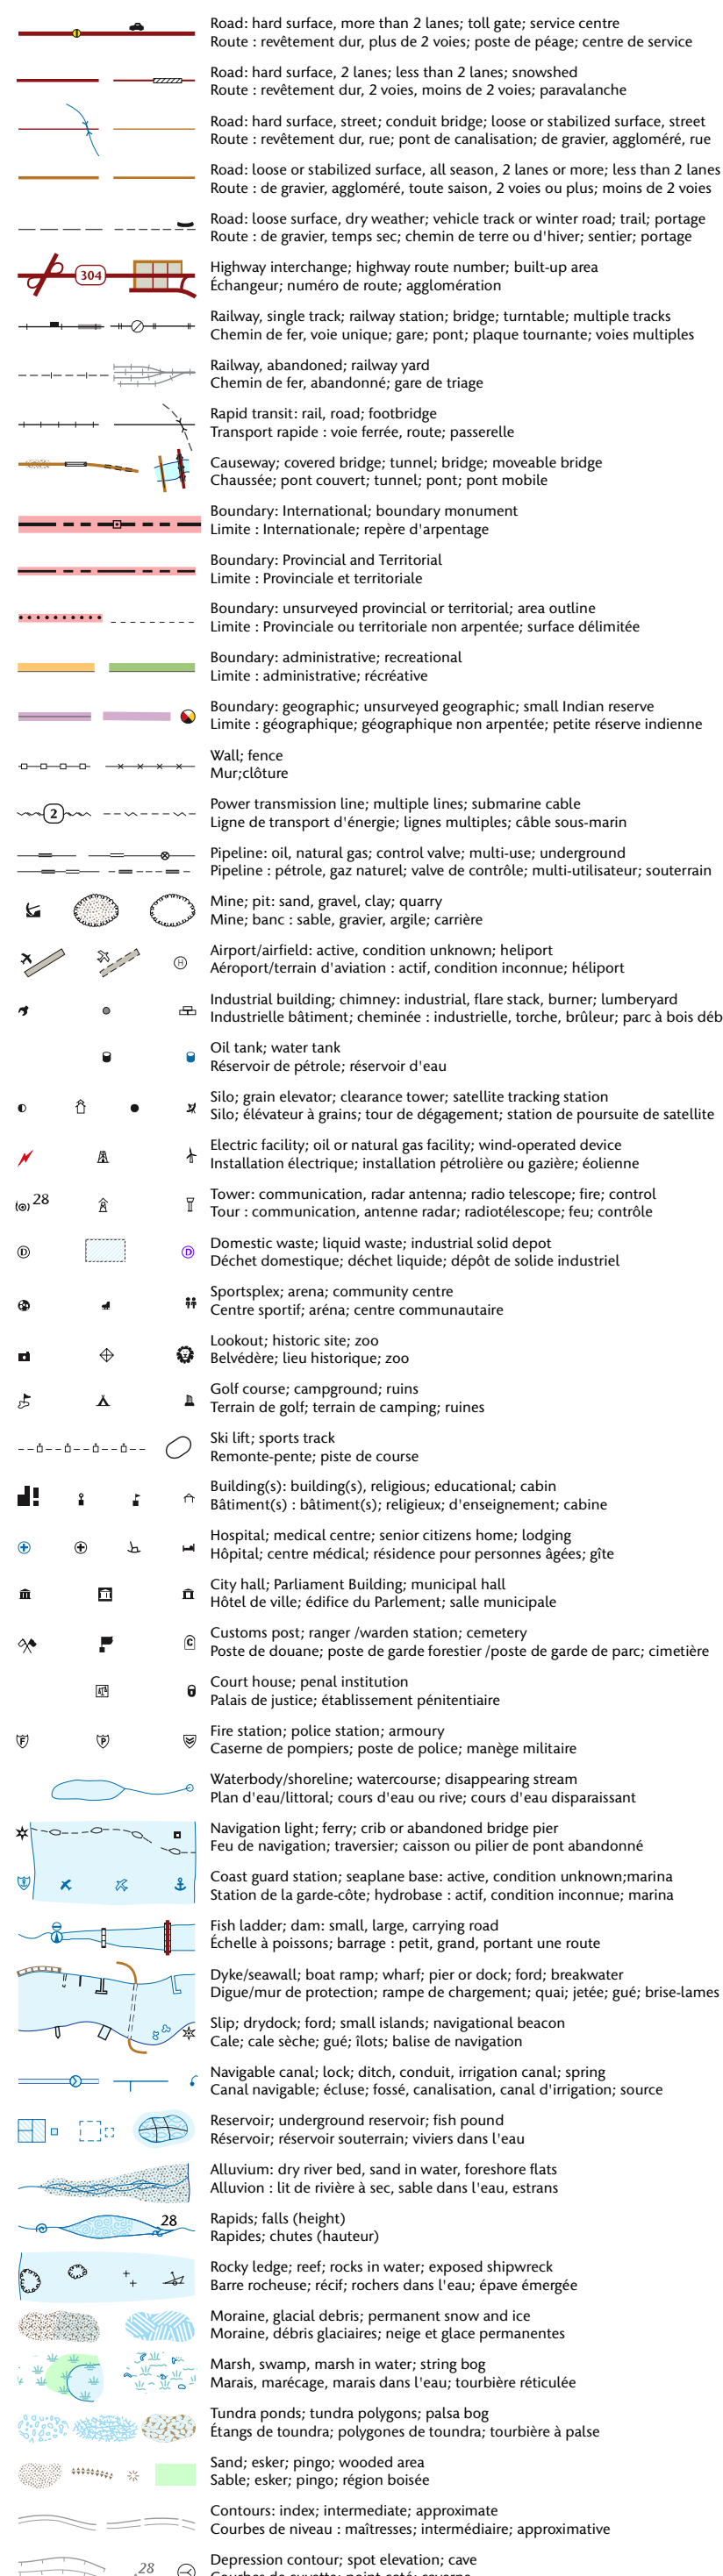 Road: hard surface, more than 2 lanes; toll gate; service centre
Route : revêtement dur, plus de 2 voies; poste de péage; centre de service
Road: hard surface, 2 lanes; less than 2 lanes; snowshed
Route : revêtement dur, 2 voies, moins de 2 voies; paravalanche
Road: hard surface, street; conduit bridge; loose or stabilized surface, street
Route : revêtement dur, rue; pont de canalisation; de gravier, aggloméré, rue
Road: loose or stabilized surface, all season, 2 lanes or more; less than 2 lanes
Route : de gravier, aggloméré, toute saison, 2 voies ou plus; moins de 2 voies
Road: loose surface, dry weather; vehicle track or winter road; trail; portage
Route : de gravier, temps sec; chemin de terre ou d'hiver; sentier; portage
304
Highway interchange; highway route number; built-up area
Échangeur; numéro de route; agglomération
Railway, single track; railway station; bridge; turntable; multiple tracks
Chemin de fer, voie unique; gare; pont; plaque tournante; voies multiples
Railway, abandoned; railway yard
Chemin de fer, abandonné; gare de triage
Rapid transit: rail, road; footbridge
Transport rapide : voie ferrée, route; passerelle
Causeway; covered bridge; tunnel; bridge; moveable bridge
Chaussée; pont couvert; tunnel; pont; pont mobile
Boundary: International; boundary monument
Limite : Internationale; repère d'arpentage
Boundary: Provincial and Territorial
Limite : Provinciale et territoriale
Boundary: unsurveyed provincial or territorial; area outline
Limite : Provinciale ou territoriale non arpentée; surface délimitée
Boundary: administrative; recreational
Limite : administrative; récréative
Boundary: geographic; unsurveyed geographic; small Indian reserve
Limite : géographique; géographique non arpentée; petite réserve indienne
Wall; fence
Mur;clôture
2
Power transmission line; multiple lines; submarine cable
Ligne de transport d'énergie; lignes multiples; câble sous-marin
Pipeline: oil, natural gas; control valve; multi-use; underground
Pipeline : pétrole, gaz naturel; valve de contrôle; multi-utilisateur; souterrain
Mine; pit: sand, gravel, clay; quarry
Mine; banc : sable, gravier, argile; carrière
H
Airport/airfield: active, condition unknown; heliport
Aéroport/terrain d'aviation : actif, condition inconnue; héliport
Industrial building; chimney: industrial, flare stack, burner; lumberyard
Industrielle bâtiment; cheminée : industrielle, torche, brûleur; parc à bois déb
Oil tank; water tank
Réservoir de pétrole; réservoir d'eau
Silo; grain elevator; clearance tower; satellite tracking station
Silo; élévateur à grains; tour de dégagement; station de poursuite de satellite
Electric facility; oil or natural gas facility; wind-operated device
Installation électrique; installation pétrolière ou gazière; éolienne
28
Tower: communication, radar antenna; radio telescope; fire; control
Tour : communication, antenne radar; radiotélescope; feu; contrôle
D D
Domestic waste; liquid waste; industrial solid depot
Déchet domestique; déchet liquide; dépôt de solide industriel
Sportsplex; arena; community centre
Centre sportif; aréna; centre communautaire
Lookout; historic site; zoo
Belvédère; lieu historique; zoo
Golf course; campground; ruins
Terrain de golf; terrain de camping; ruines
Ski lift; sports track
Remonte-pente; piste de course
Building(s): building(s), religious; educational; cabin
Bâtiment(s) : bâtiment(s); religieux; d'enseignement; cabine
Hospital; medical centre; senior citizens home; lodging
Hôpital; centre médical; résidence pour personnes âgées; gîte
City hall; Parliament Building; municipal hall
Hôtel de ville; édifice du Parlement; salle municipale
C
Customs post; ranger /warden station; cemetery
Poste de douane; poste de garde forestier /poste de garde de parc; cimetière
Court house; penal institution
Palais de justice; établissement pénitentiaire
F P
Fire station; police station; armoury
Caserne de pompiers; poste de police; manège militaire
Waterbody/shoreline; watercourse; disappearing stream
Plan d'eau/littoral; cours d'eau ou rive; cours d'eau disparaissant
Navigation light; ferry; crib or abandoned bridge pier
Feu de navigation; traversier; caisson ou pilier de pont abandonné
Coast guard station; seaplane base: active, condition unknown;marina
Station de la garde-côte; hydrobase : actif, condition inconnue; marina
Fish ladder; dam: small, large, carrying road
Échelle à poissons; barrage : petit, grand, portant une route
Dyke/seawall; boat ramp; wharf; pier or dock; ford; breakwater
Digue/mur de protection; rampe de chargement; quai; jetée; gué; brise-lames
Slip; drydock; ford; small islands; navigational beacon
Cale; cale sèche; gué; îlots; balise de navigation
Navigable canal; lock; ditch, conduit, irrigation canal; spring
Canal navigable; écluse; fossé, canalisation, canal d'irrigation; source
Reservoir; underground reservoir; fish pound
Réservoir; réservoir souterrain; viviers dans l'eau
Alluvium: dry river bed, sand in water, foreshore flats
Alluvion : lit de rivière à sec, sable dans l'eau, estrans
28
Rapids; falls (height)
Rapides; chutes (hauteur)
Rocky ledge; reef; rocks in water; exposed shipwreck
Barre rocheuse; récif; rochers dans l'eau; épave émergée
Moraine, glacial debris; permanent snow and ice
Moraine, débris glaciaires; neige et glace permanentes
Marsh, swamp, marsh in water; string bog
Marais, marécage, marais dans l'eau; tourbière réticulée
Tundra ponds; tundra polygons; palsa bog
Étangs de toundra; polygones de toundra; tourbière à palse
Sand; esker; pingo; wooded area
Sable; esker; pingo; région boisée
Contours: index; intermediate; approximate
Courbes de niveau : maîtresses; intermédiaire; approximative
28
Depression contour; spot elevation; cave